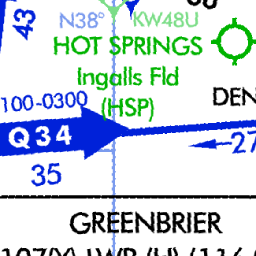 43
N38° KW48U
HOT SPRINGS
Ingalls Fld
(HSP)
100-0300
DEN
Q34
27
35
GREENBRIER